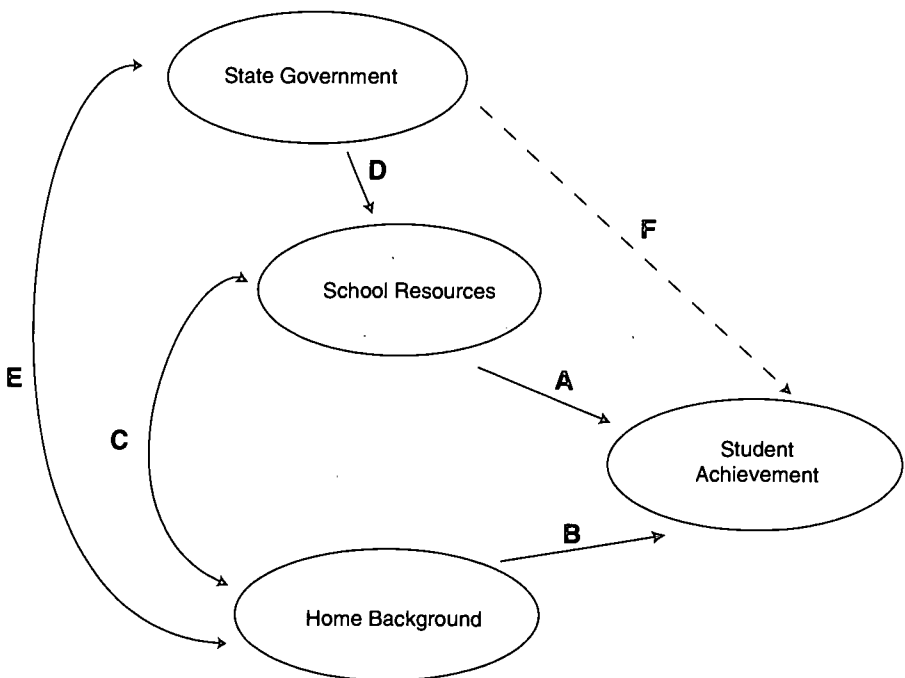 State Government
D
F
School Resources
E
A
C
Student
Achievement
B
Home Background